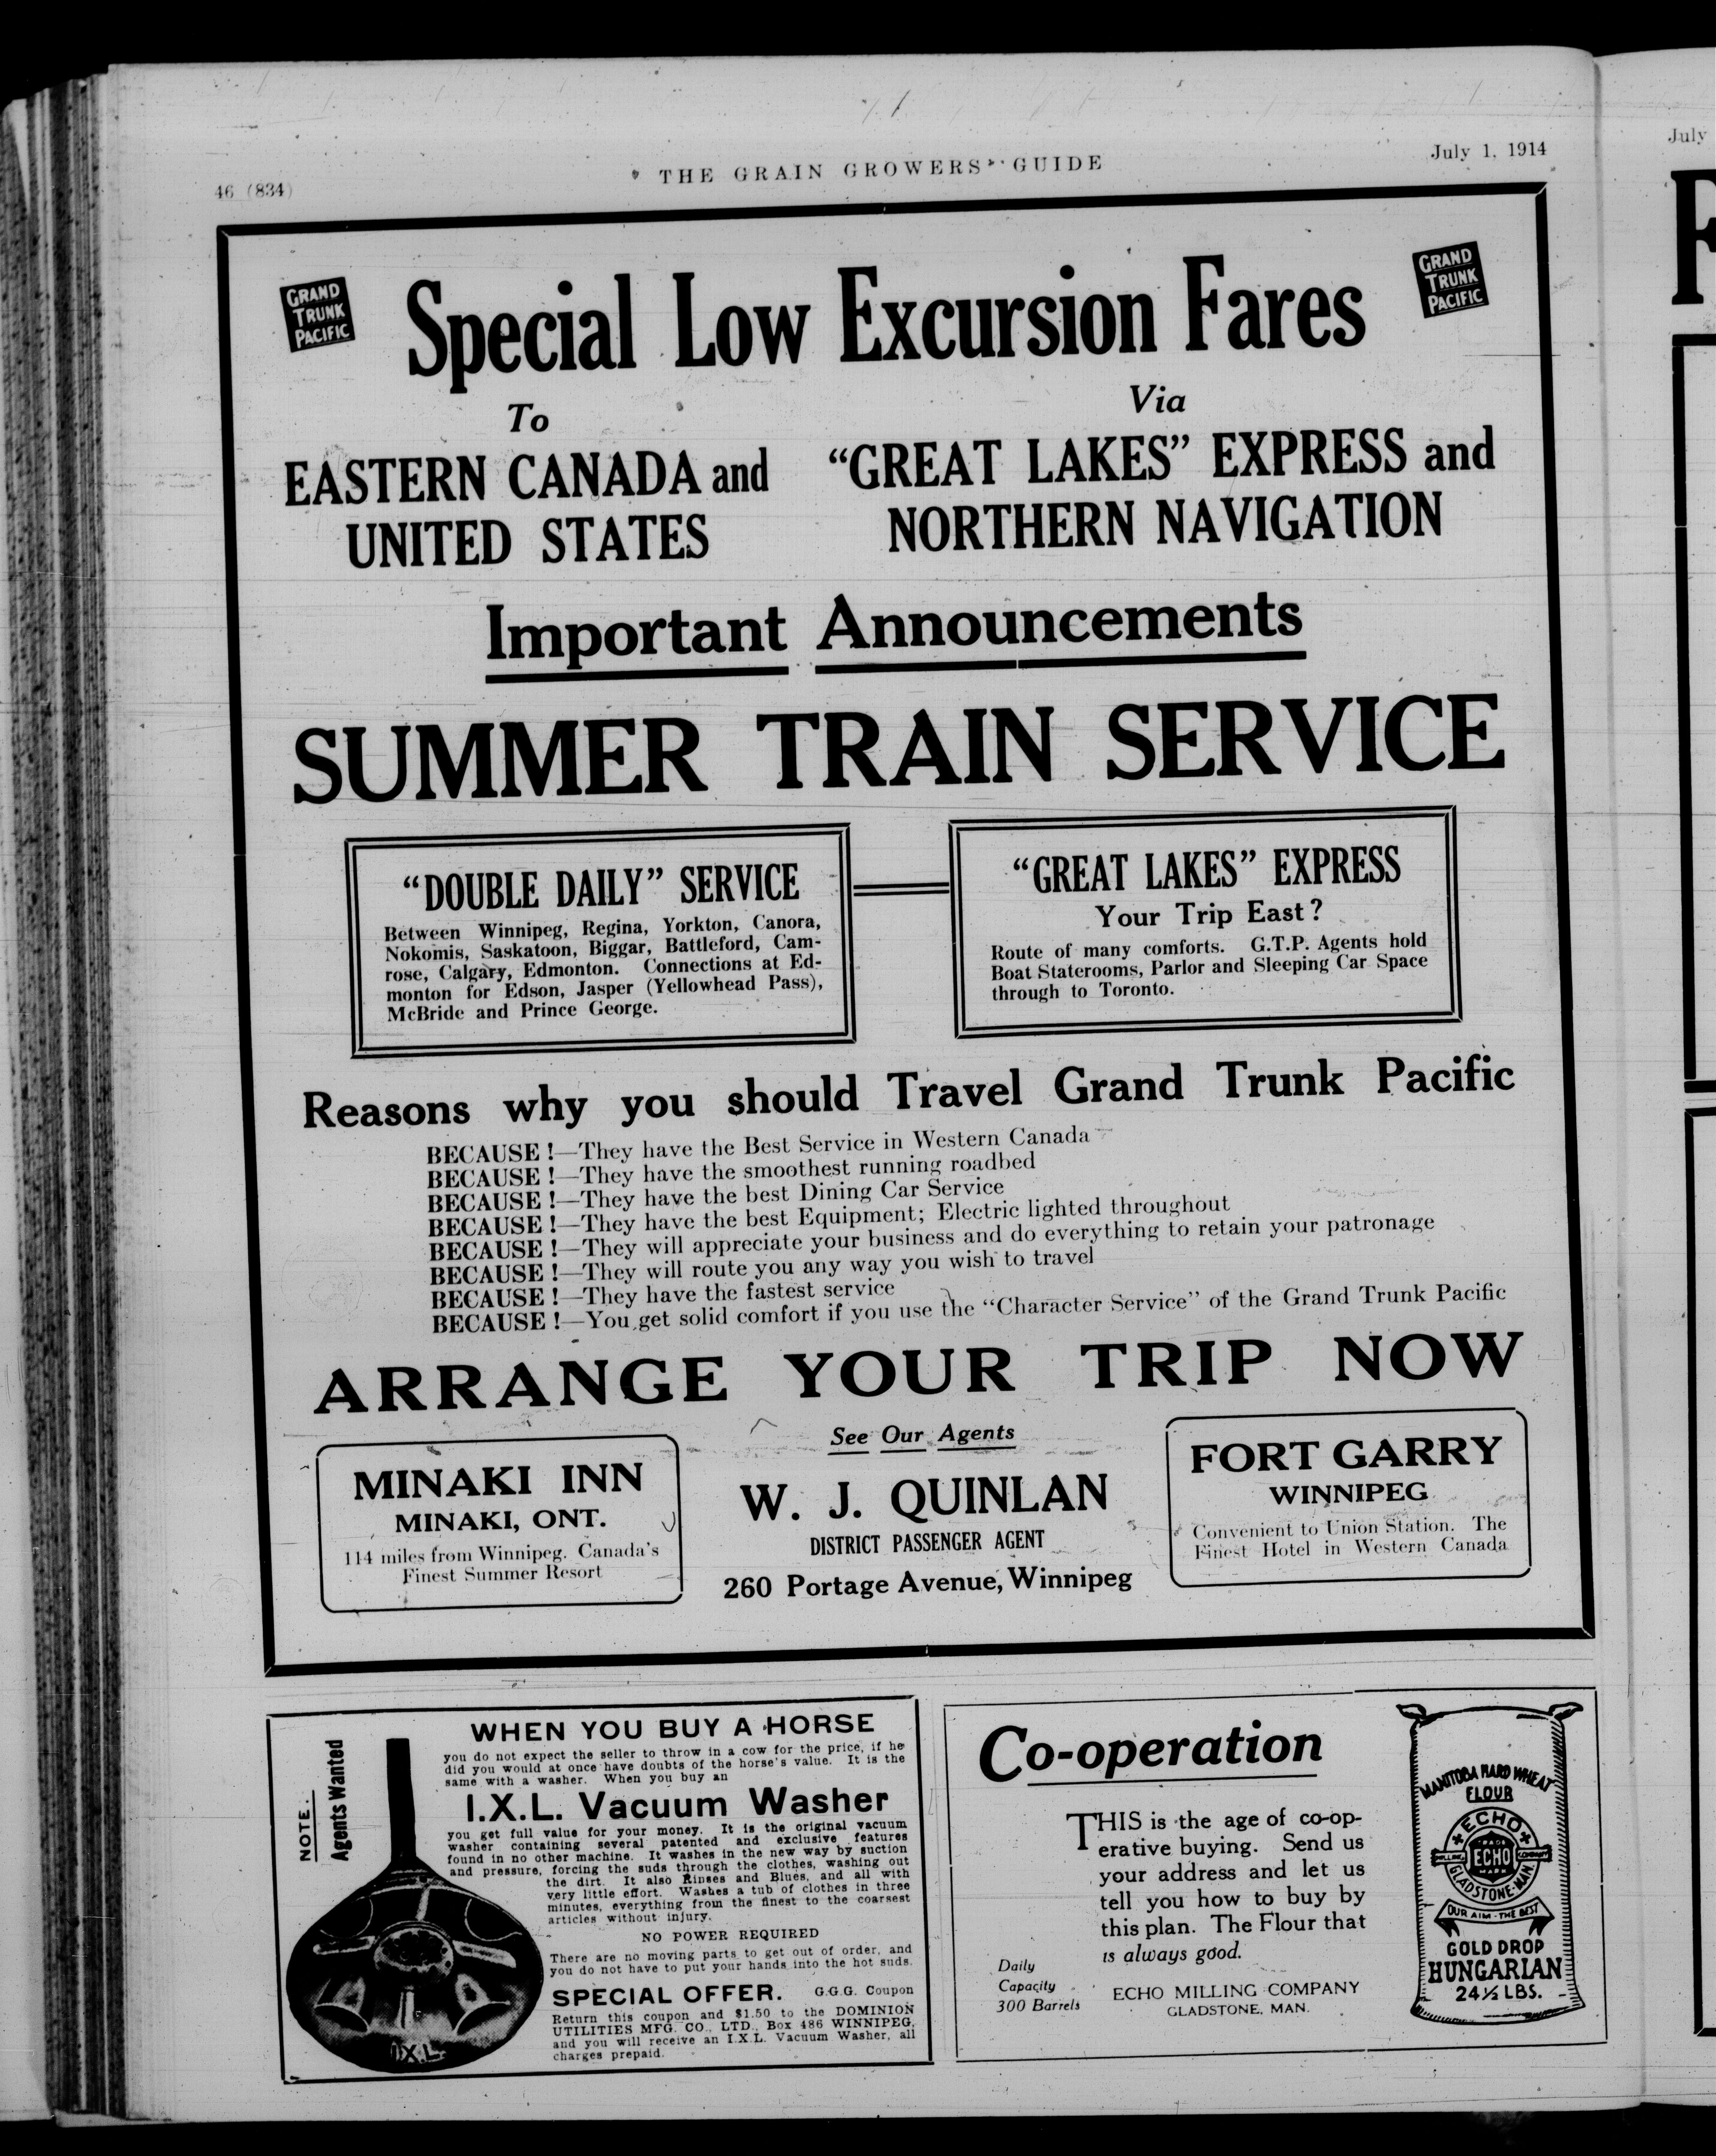 46 (834)
THE GRAIN GROWERS' GUIDE
July 1, 1914
GRAND
TRUNK
PACIFIC
Special Low Excursion Fares
GRAND
TRUNK
PACIFIC
To
EASTERN CANADA and
UNITED STATES
Via
"GREAT LAKES" EXPRESS and
NORTHERN NAVIGATION
Important Announcements
SUMMER TRAIN SERVICE
"DOUBLE DAILY" SERVICE
Between Winnipeg, Regina, Yorkton, Canora,
Nokomis, Saskatoon, Biggar, Battleford, Cam-
rose, Calgary, Edmonton. Connections at Ed-
monton for Edson, Jasper (Yellowhead Pass),
McBride and Prince George.
"GREAT LAKES" EXPRESS
Your Trip East?
Route of many comforts. G.T.P. Agents hold
Boat Staterooms, Parlor and Sleeping Car Space
through to Toronto.
Reasons why you should Travel Grand Trunk Pacific
BECAUSE !—They have the Best Service in Western Canada
BECAUSE !—They have the smoothest running roadbed
BECAUSE !—They have the best Dining Car Service
BECAUSE !—They have the best Equipment; Electric lighted throughout
BECAUSE !—They will appreciate your business and do everything to retain your patronage
BECAUSE !—They will route you any way you wish to travel
BECAUSE !—They have the fastest service
BECAUSE !—You get solid comfort if you use the "Character Service" of the Grand Trunk Pacific
ARRANGE YOUR TRIP NOW
MINAKI INN
MINAKI, ONT.
114 miles from Winnipeg. Canada's
Finest Summer Resort
See Our Agents
W. J. QUINLAN
DISTRICT PASSENGER AGENT
260 Portage Avenue, Winnipeg
FORT GARRY
WINNIPEG
Convenient to Union Station. The
Finest Hotel in Western Canada
NOTE.
Agents Wanted
WHEN YOU BUY A HORSE
you do not expect the seller to throw in a cow for the price, if he
did you would at once have doubts of the horse's value. It is the
same with a washer. When you buy an
I.X.L. Vacuum Washer
you get full value for your money. It is the original vacuum
washer containing several patented and exclusive features
found in no other machine. It washes in the new way by suction
and pressure, forcing the suds through the clothes, washing out
the dirt. It also Rinses and Blues, and all with
very little effort. Washes a tub of clothes in three
minutes, everything from the finest to the coarsest
articles without injury.
NO POWER REQUIRED
There are no moving parts to get out of order, and
you do not have to put your hands into the hot suds.
SPECIAL OFFER. G.G.G. Coupon
Return this coupon and $1.50 to the DOMINION
UTILITIES MFG. CO., LTD., Box 486 WINNIPEG,
and you will receive an I.X.L. Vacuum Washer, all
charges prepaid.
I.X.L.
Co-operation
THIS is the age of co-op-
erative buying. Send us
your address and let us
tell you how to buy by
this plan. The Flour that
is always good.
Daily
Capacity
300 Barrels
ECHO MILLING COMPANY
GLADSTONE, MAN.
MANITOBA HARD WHEAT
FLOUR
ECHO
TRADE
ECHO
MARK
MILLING COMPANY
GLADSTONE, MAN.
OUR AIM - THE BEST
GOLD DROP
HUNGARIAN
24½ LBS.
July
F